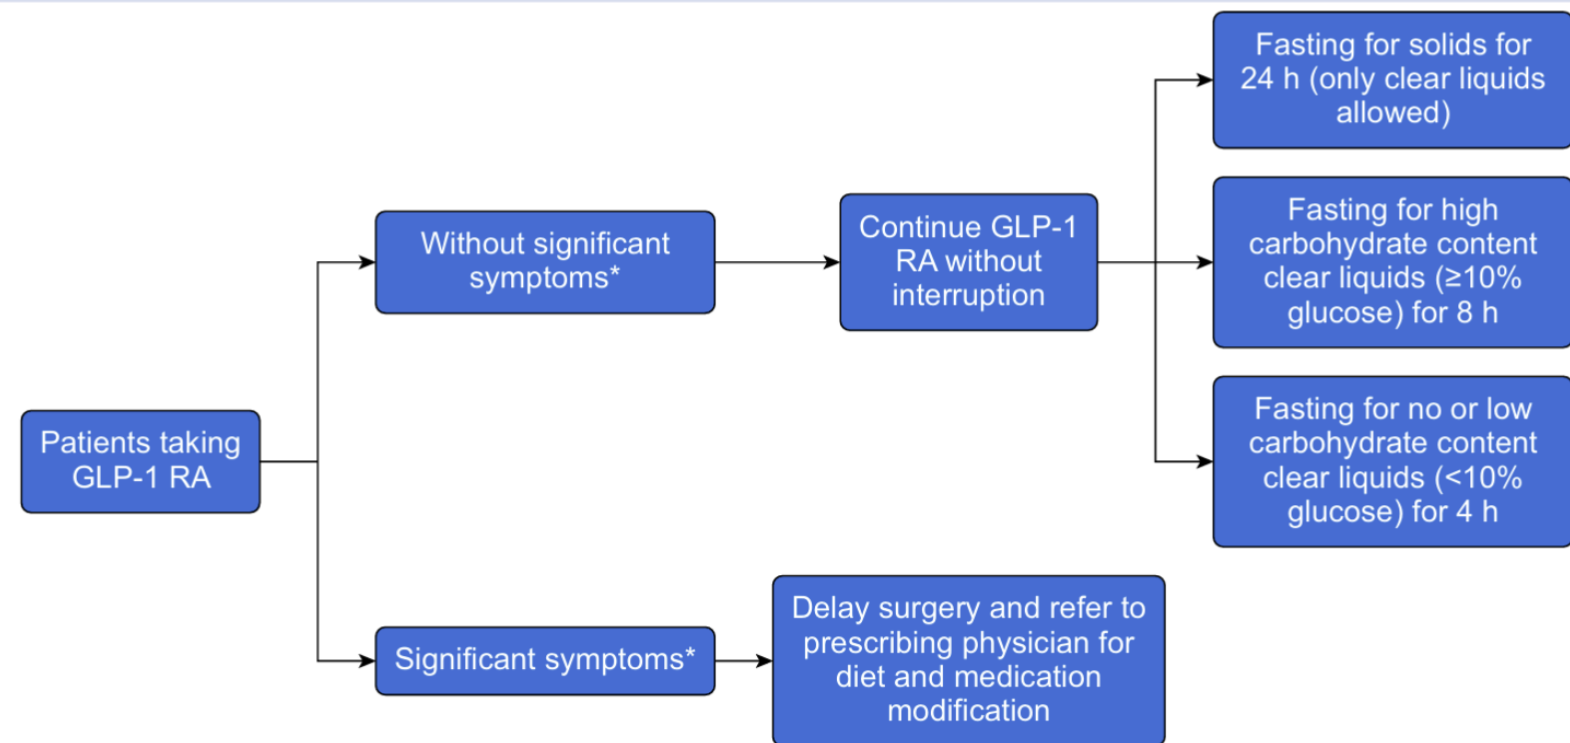 Patients taking
GLP-1 RA
Without significant
symptoms*
Continue GLP-1
RA without
interruption
Fasting for solids for
24 h (only clear liquids
allowed)
Fasting for high
carbohydrate content
clear liquids (≥10%
glucose) for 8 h
Fasting for no or low
carbohydrate content
clear liquids (<10%
glucose) for 4 h
Significant symptoms*
Delay surgery and refer to
prescribing physician for
diet and medication
modification